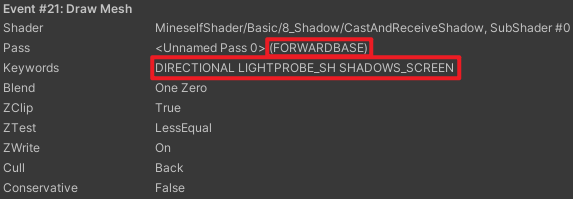 Event #21: Draw Mesh
Shader MineselfShader/Basic/8_Shadow/CastAndReceiveShadow, SubShader #0
Pass <Unnamed Pass 0> (FORWARDBASE)
Keywords DIRECTIONAL LIGHTPROBE_SH SHADOWS_SCREEN
Blend One Zero
ZClip True
ZTest LessEqual
ZWrite On
Cull Back
Conservative False